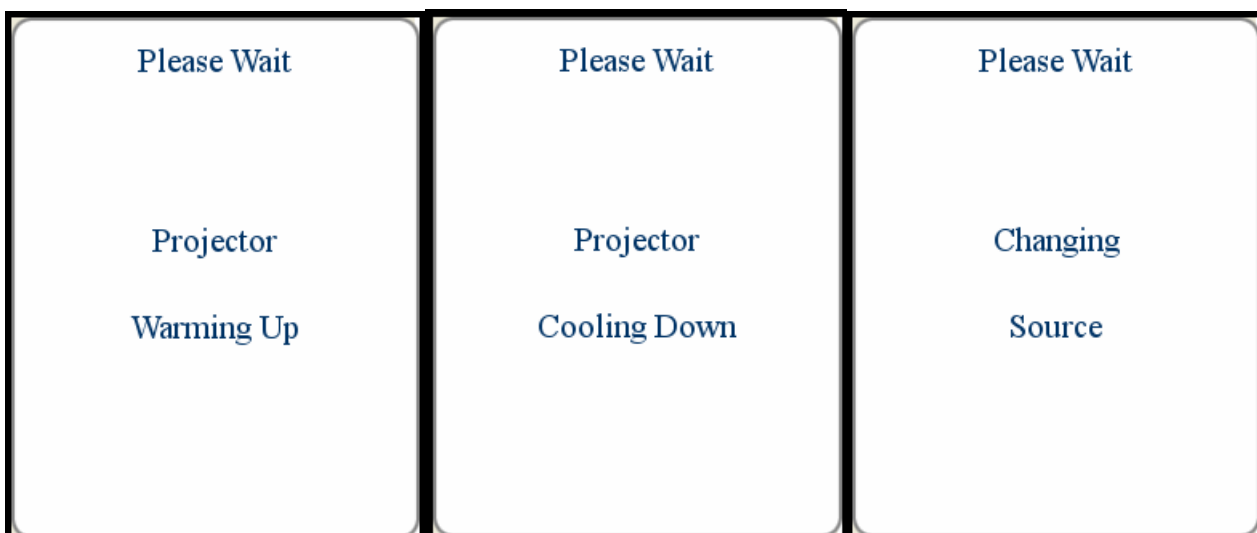 Please Wait
Projector
Warming Up
Please Wait
Projector
Cooling Down
Please Wait
Changing
Source